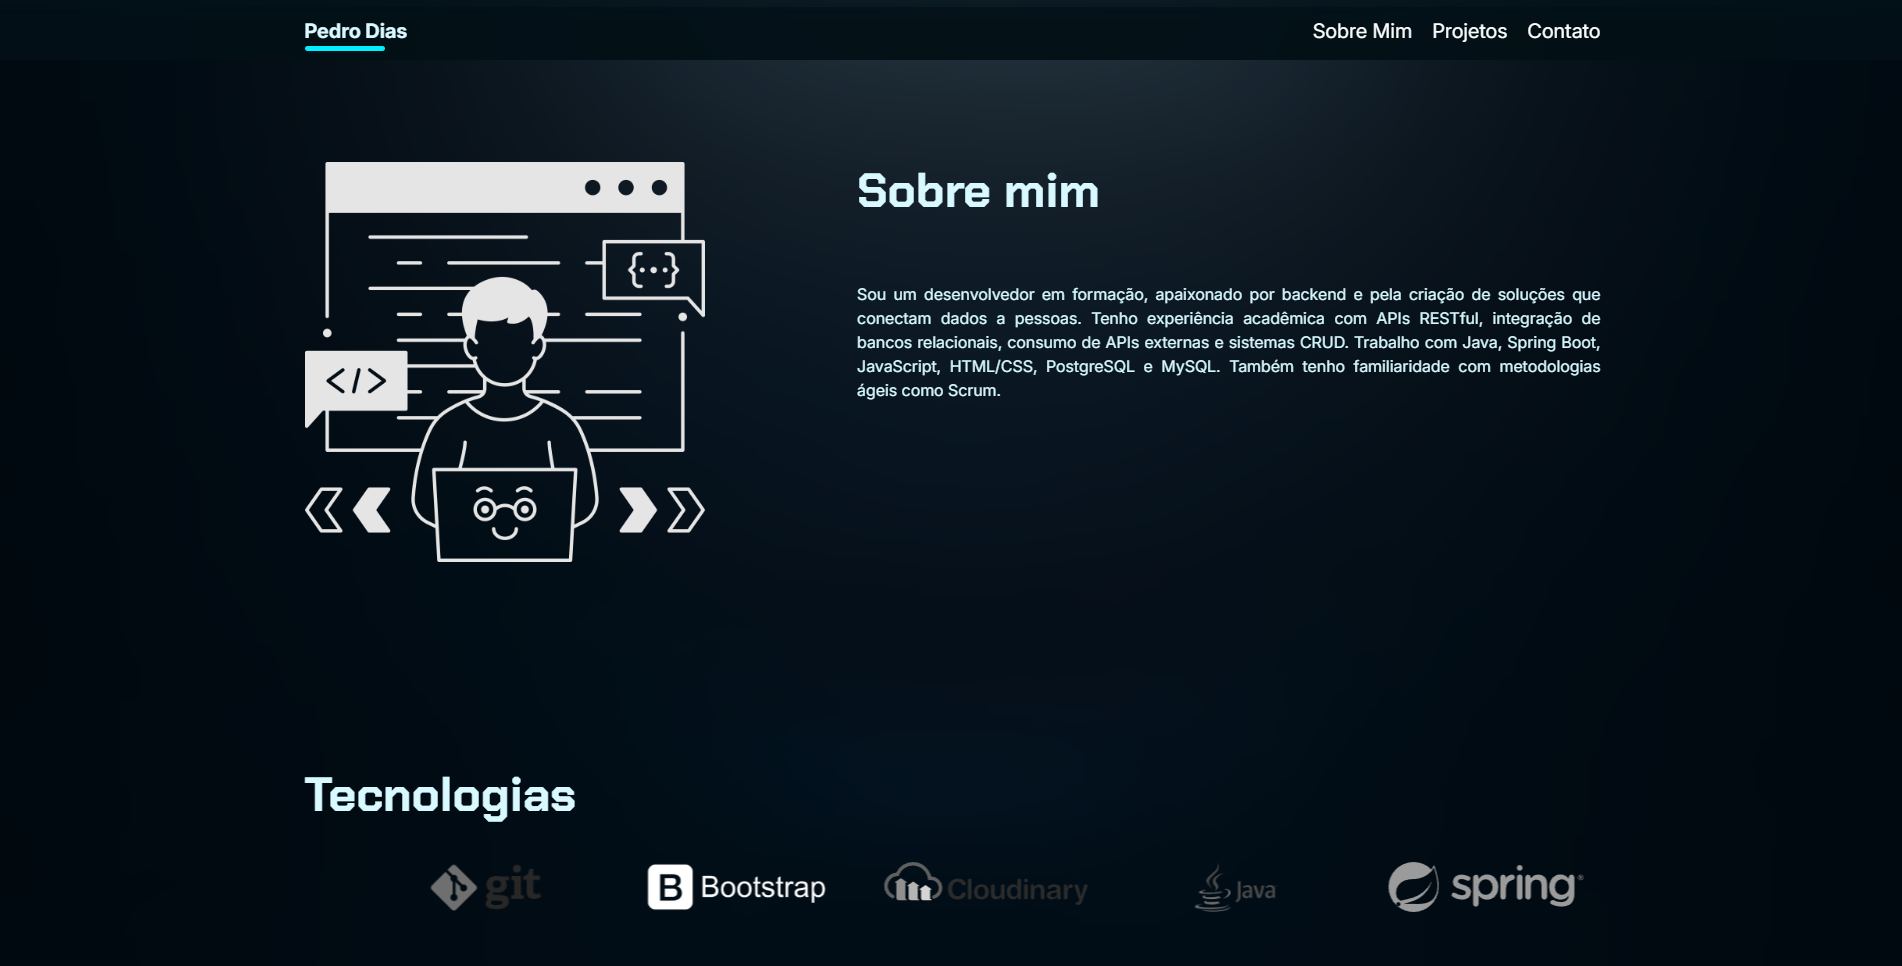 Pedro Dias
Sobre Mim Projetos Contato
{...}
</>
Sobre mim
Sou um desenvolvedor em formação, apaixonado por backend e pela criação de soluções que
conectam dados a pessoas. Tenho experiência acadêmica com APIs RESTful, integração de
bancos relacionais, consumo de APIs externas e sistemas CRUD. Trabalho com Java, Spring Boot,
JavaScript, HTML/CSS, PostgreSQL e MySQL. Também tenho familiaridade com metodologias
ágeis como Scrum.
Tecnologias
git
B Bootstrap
Cloudinary
Java
spring®